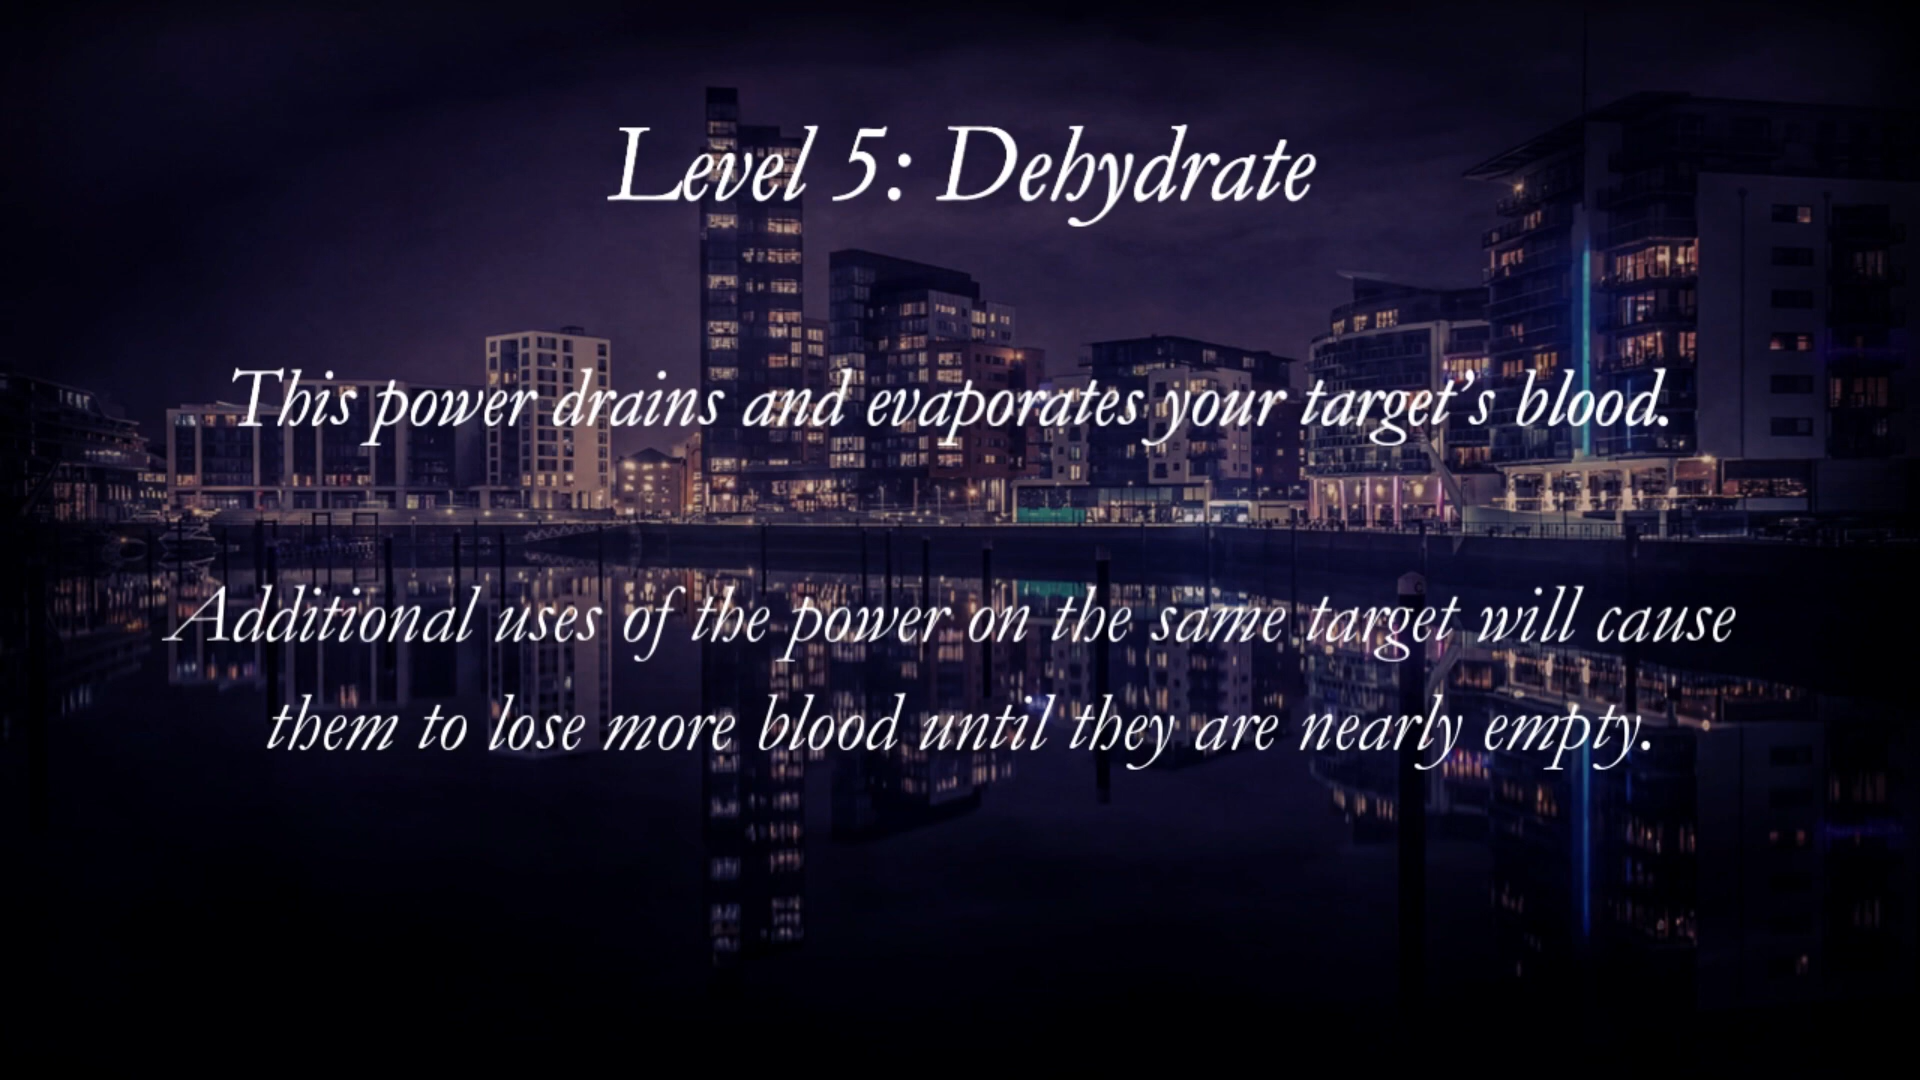 Level 5: Dehydrate
This power drains and evaporates your target’s blood.
Additional uses of the power on the same target will cause
them to lose more blood until they are nearly empty.